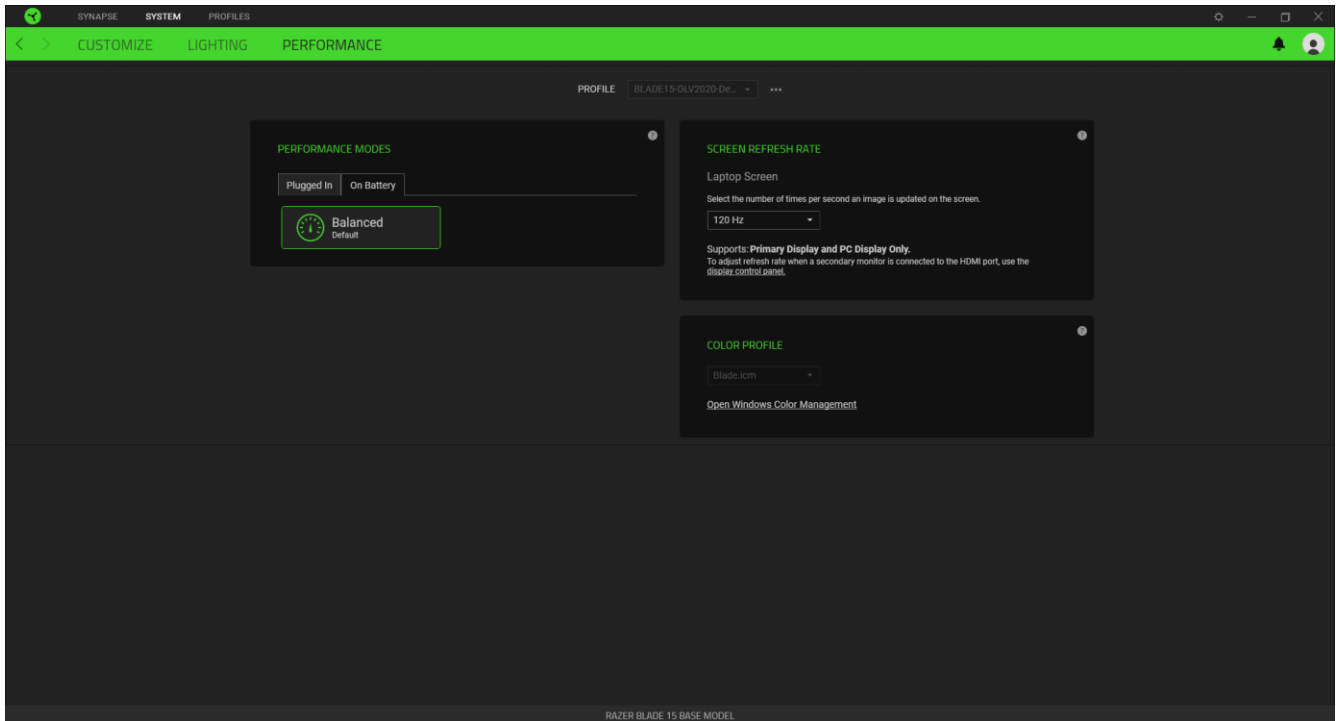 SYNAPSE SYSTEM PROFILES
CUSTOMIZE LIGHTING PERFORMANCE
PROFILE BLADE15-OLV2020-De...
PERFORMANCE MODES
Plugged In On Battery
Balanced
Default
SCREEN REFRESH RATE
Laptop Screen
Select the number of times per second an image is updated on the screen.
120 Hz
Supports: Primary Display and PC Display Only.
To adjust refresh rate when a secondary monitor is connected to the HDMI port, use the
display control panel.
COLOR PROFILE
Blade.icm
Open Windows Color Management
RAZER BLADE 15 BASE MODEL